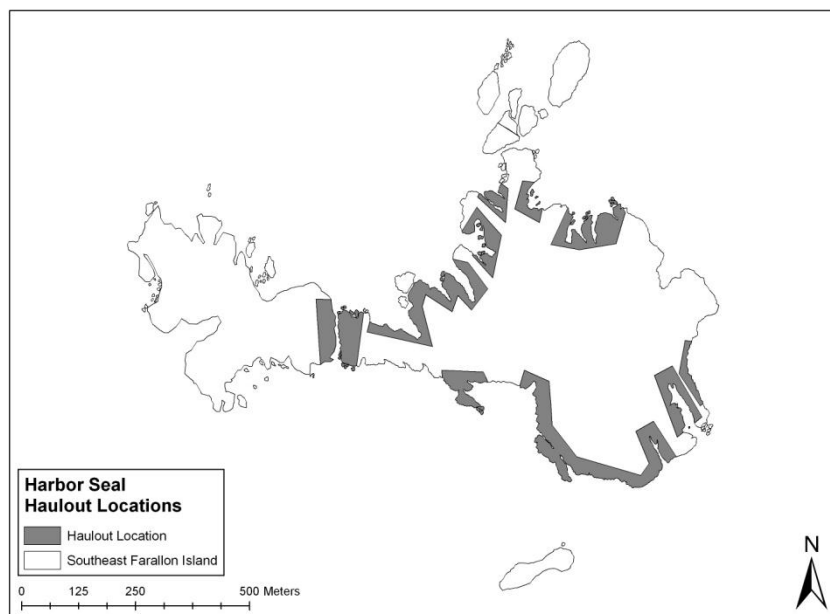 N
Harbor Seal
Haulout Locations
Haulout Location
Southeast Farallon Island
0 125 250 500 Meters